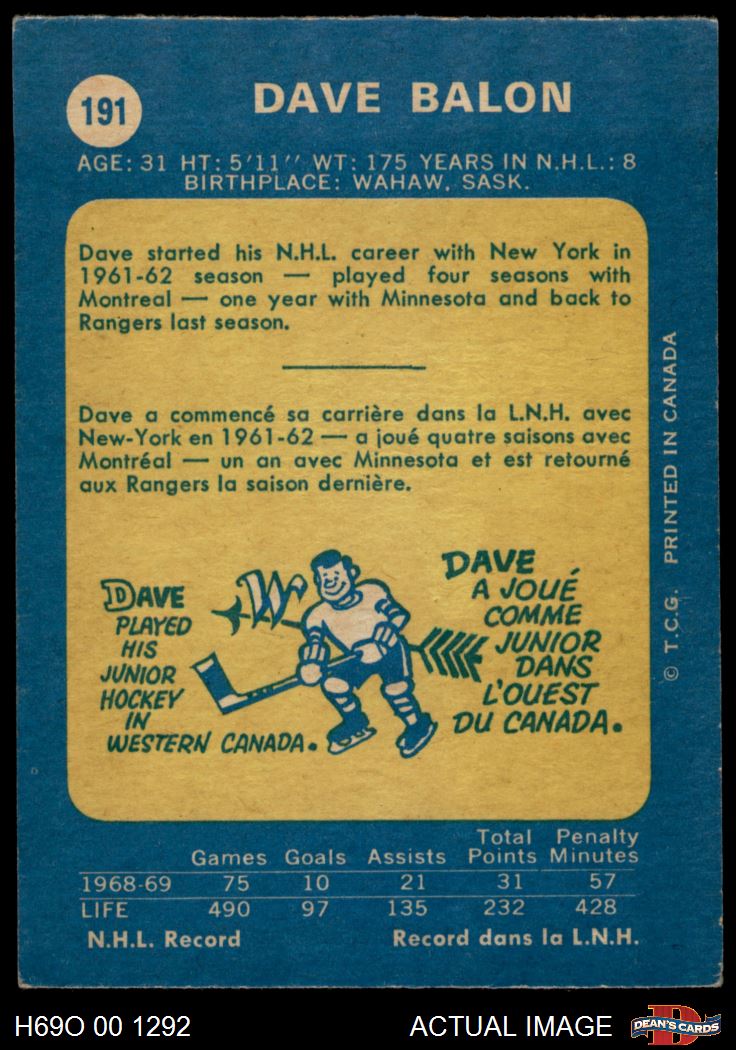 191
DAVE BALON
AGE: 31 HT: 5'11'' WT: 175 YEARS IN N.H.L.: 8
BIRTHPLACE: WAHAW, SASK.
Dave started his N.H.L. career with New York in
1961-62 season — played four seasons with
Montreal — one year with Minnesota and back to
Rangers last season.
Dave a commencé sa carrière dans la L.N.H. avec
New-York en 1961-62 — a joué quatre saisons avec
Montréal — un an avec Minnesota et est retourné
aux Rangers la saison dernière.
DAVE
PLAYED
HIS
JUNIOR
HOCKEY
IN
WESTERN CANADA.
W
DAVE
A JOUÉ
COMME
JUNIOR
DANS
L'OUEST
DU CANADA.
© T.C.G. PRINTED IN CANADA
Total Penalty
Games Goals Assists Points Minutes
1968-69 75 10 21 31 57
LIFE 490 97 135 232 428
N.H.L. Record Record dans la L.N.H.
H69O 00 1292 ACTUAL IMAGE D DEAN'S CARDS